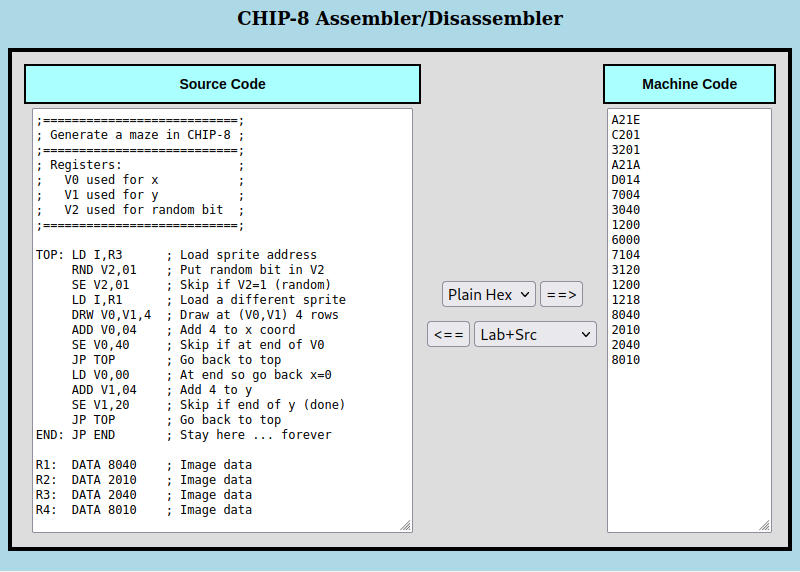 CHIP-8 Assembler/Disassembler
Source Code
;===========================;
; Generate a maze in CHIP-8 ;
;===========================;
; Registers:                ;
;   V0 used for x           ;
;   V1 used for y           ;
;   V2 used for random bit  ;
;===========================;
TOP: LD I,R3      ; Load sprite address
     RND V2,01    ; Put random bit in V2
     SE V2,01     ; Skip if V2=1 (random)
     LD I,R1      ; Load a different sprite
     DRW V0,V1,4  ; Draw at (V0,V1) 4 rows
     ADD V0,04    ; Add 4 to x coord
     SE V0,40     ; Skip if at end of V0
     JP TOP       ; Go back to top
     LD V0,00     ; At end so go back x=0
     ADD V1,04    ; Add 4 to y
     SE V1,20     ; Skip if end of y (done)
     JP TOP       ; Go back to top
END: JP END       ; Stay here ... forever
R1:  DATA 8040    ; Image data
R2:  DATA 2010    ; Image data
R3:  DATA 2040    ; Image data
R4:  DATA 8010    ; Image data
Plain Hex ==>
<== Lab+Src
Machine Code
A21E
C201
3201
A21A
D014
7004
3040
1200
6000
7104
3120
1200
1218
8040
2010
2040
8010